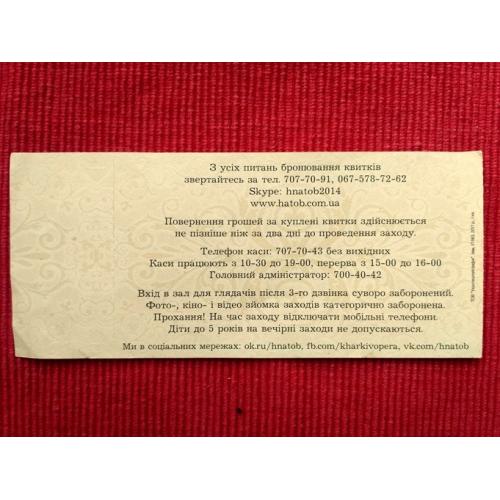 З усіх питань бронювання квитків
звертайтесь за тел. 707-70-91, 067-578-72-62
Skype: hnatob2014
www.hatob.com.ua
Повернення грошей за куплені квитки здійснюється
не пізніше ніж за два дні до проведення заходу.
Телефон каси: 707-70-43 без вихідних
Каси працюють з 10-30 до 19-00, перерва з 15-00 до 16-00
Головний адміністратор: 700-40-42
Вхід в зал для глядачів після 3-го дзвінка суворо заборонений.
Фото-, кіно- і відео зйомка заходів категорично заборонена.
Прохання! На час заходу відключати мобільні телефони.
Діти до 5 років на вечірні заходи не допускаються.
Ми в соціальних мережах: ok.ru/hnatob, fb.com/kharkivopera, vk.com/hnatob